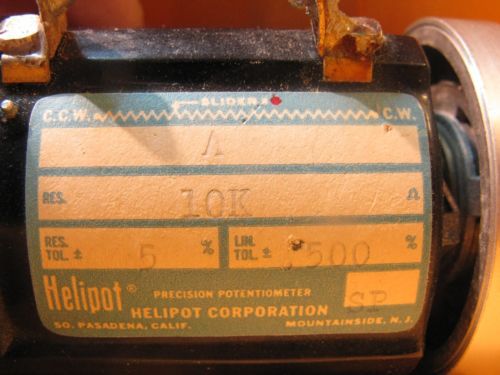 SLIDER
C.C.W. C.W.
A
RES. 10K Ω
RES. TOL. ± 5 % LIN. TOL. ± .500 %
SP
Helipot® PRECISION POTENTIOMETER
HELIPOT CORPORATION
SO. PASADENA, CALIF. MOUNTAINSIDE, N.J.